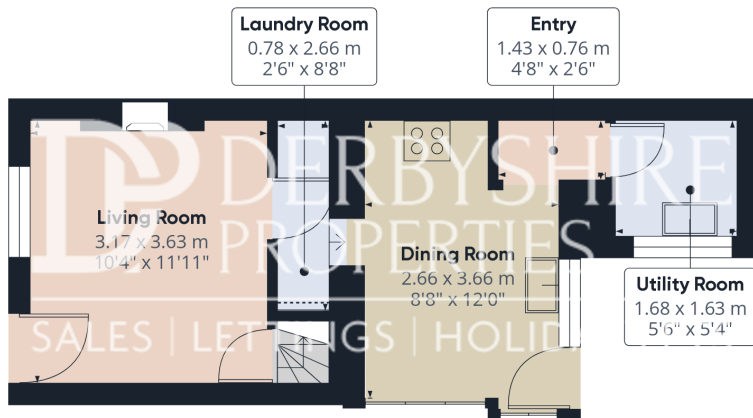 Laundry Room
0.78 x 2.66 m
2'6" x 8'8"
Entry
1.43 x 0.76 m
4'8" x 2'6"
DP DERBYSHIRE
PROPERTIES
SALES | LETTINGS | HOLID
Living Room
3.17 x 3.63 m
10'4" x 11'11"
Dining Room
2.66 x 3.66 m
8'8" x 12'0"
Utility Room
1.68 x 1.63 m
5'6" x 5'4"